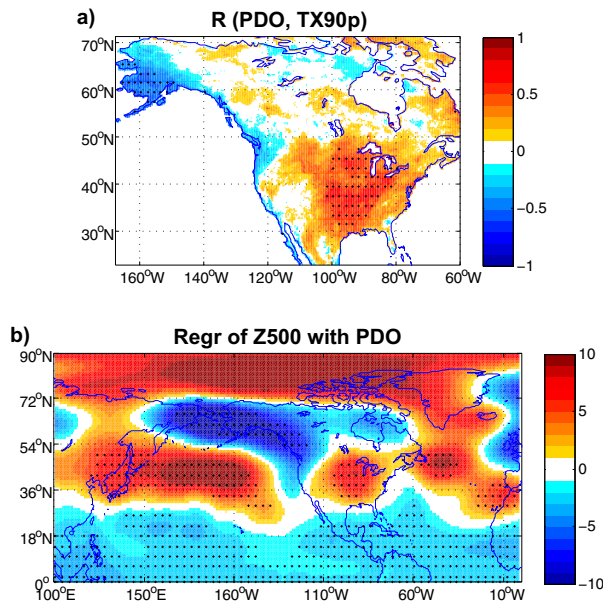 a)
R (PDO, TX90p)
70°N
60°N
50°N
40°N
30°N
160°W 140°W 120°W 100°W 80°W 60°W
1
0.5
0
−0.5
−1
b)
Regr of Z500 with PDO
90°N
72°N
54°N
36°N
18°N
0°
100°E 150°E 160°W 110°W 60°W 10°W
10
5
1
0
−1
−5
−10